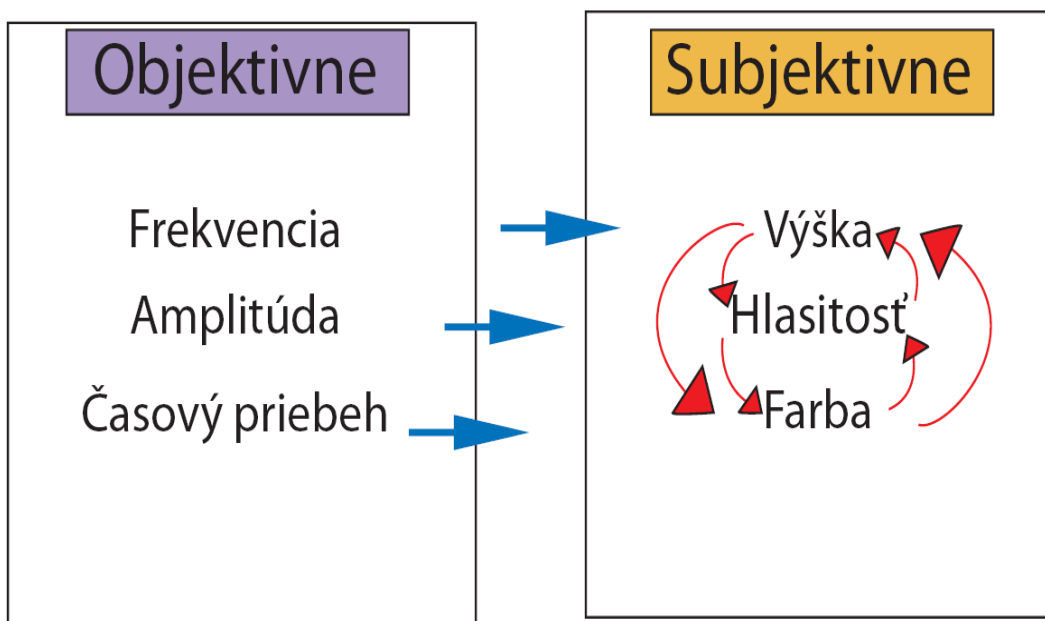 Objektivne
Frekvencia
Amplitúda
Časový priebeh
Subjektivne
Výška
Hlasitosť
Farba